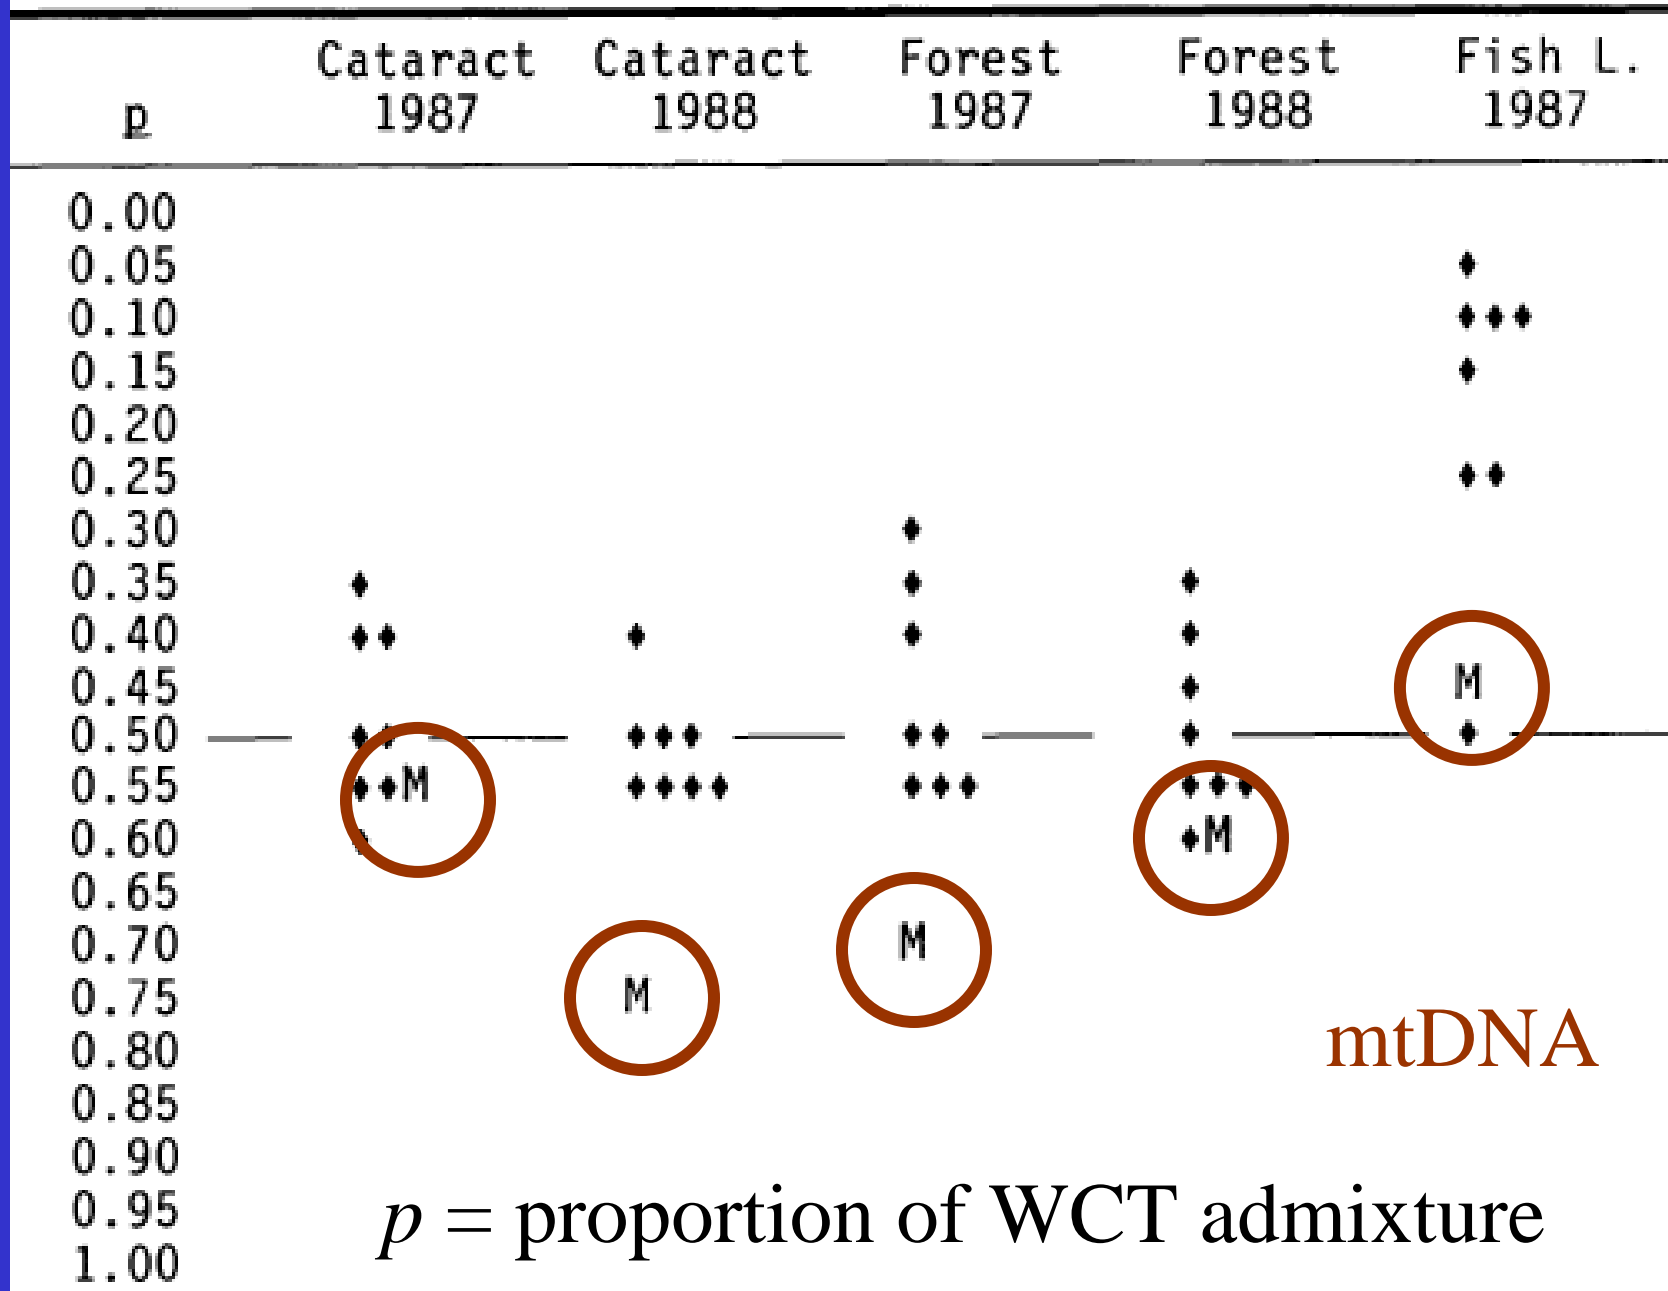 Cataract Cataract Forest Forest Fish L.
p 1987 1988 1987 1988 1987
0.00
0.05 ♦
0.10 ♦♦♦
0.15 ♦
0.20
0.25 ♦♦
0.30 ♦
0.35 ♦ ♦ ♦
0.40 ♦♦ ♦ ♦ ♦
0.45 ♦ M
0.50 ♦♦ ♦♦♦ ♦♦ ♦ ♦
0.55 ♦♦M ♦♦♦♦ ♦♦♦ ♦♦♦
0.60 ♦ ♦M
0.65
0.70 M
0.75 M
mtDNA
0.80
0.85
0.90
0.95
p = proportion of WCT admixture
1.00